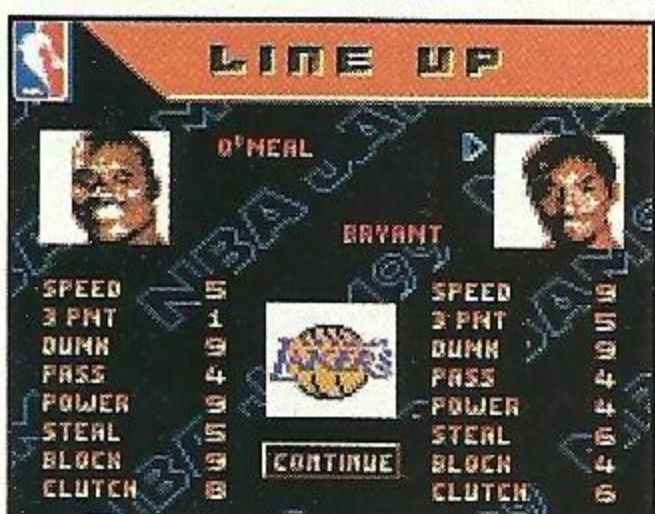 LINE UP
O'NEAL
BRYANT
SPEED 5
3 PNT 1
DUNK 9
PASS 4
POWER 9
STEAL 5
BLOCK 9
CLUTCH 8
LAKERS
CONTINUE
SPEED 9
3 PNT 5
DUNK 9
PASS 4
POWER 4
STEAL 6
BLOCK 4
CLUTCH 6
NBA JAM